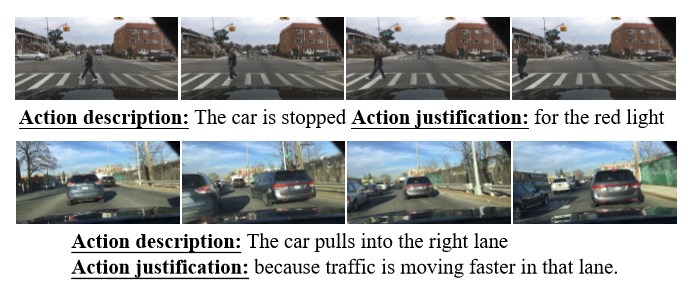 Action description: The car is stopped Action justification: for the red light
Action description: The car pulls into the right lane
Action justification: because traffic is moving faster in that lane.